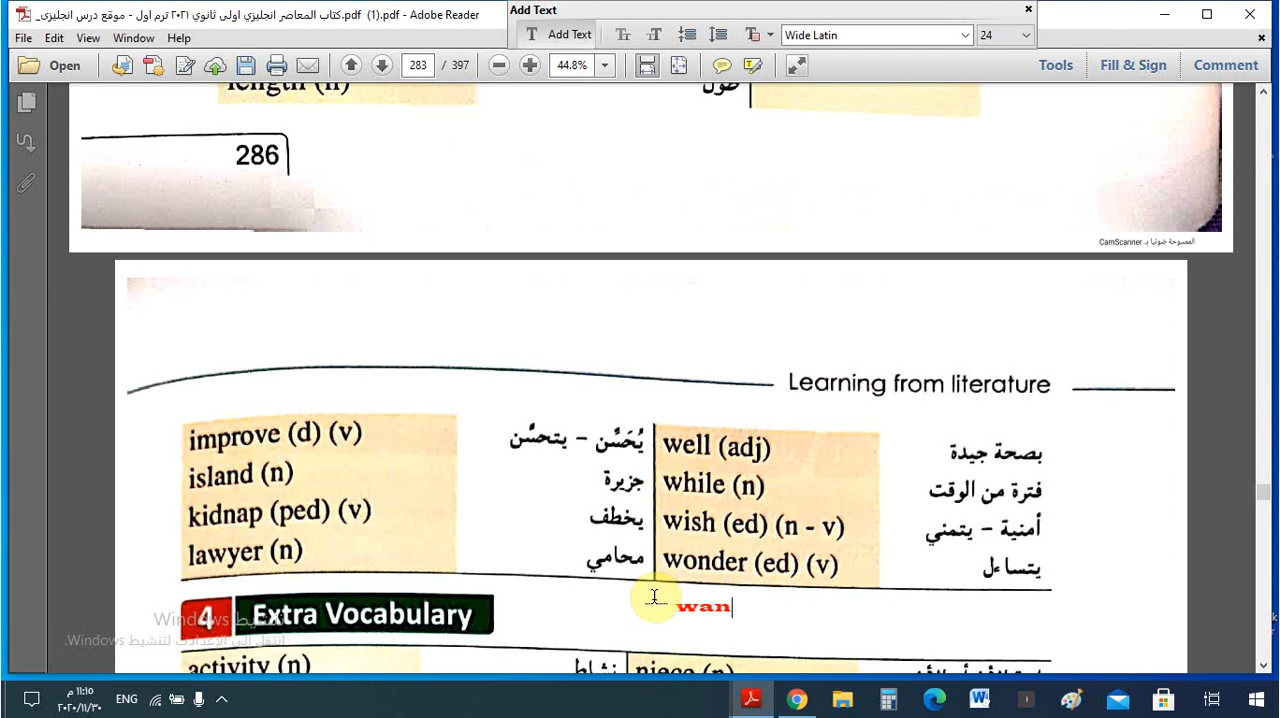 كتاب المعاصر انجليزي اولى ثانوي ٢٠٢١ ترم اول - موقع درس انجليزى_.pdf (1).pdf - Adobe Reader
Add Text
File Edit View Window Help
Add Text
Wide Latin
24
Open
283 / 397
44.8%
Tools
Fill & Sign
Comment
length (n)
طول
286
الممسوحة ضوئيا بـ CamScanner
Learning from literature
improve (d) (v)
يُحَسَّن - يتحسَّن
well (adj)
بصحة جيدة
island (n)
جزيرة
while (n)
فترة من الوقت
kidnap (ped) (v)
يخطف
wish (ed) (n - v)
أمنية - يتمني
lawyer (n)
محامي
wonder (ed) (v)
يتساءل
wan
4 Extra Vocabulary
تنشيط Windows
انتقل إلى الإعدادات لتنشيط Windows.
activity (n)
نشاط
niece (n)
ENG
١١:١٥ م
٢٠٢٠/١١/٣٠